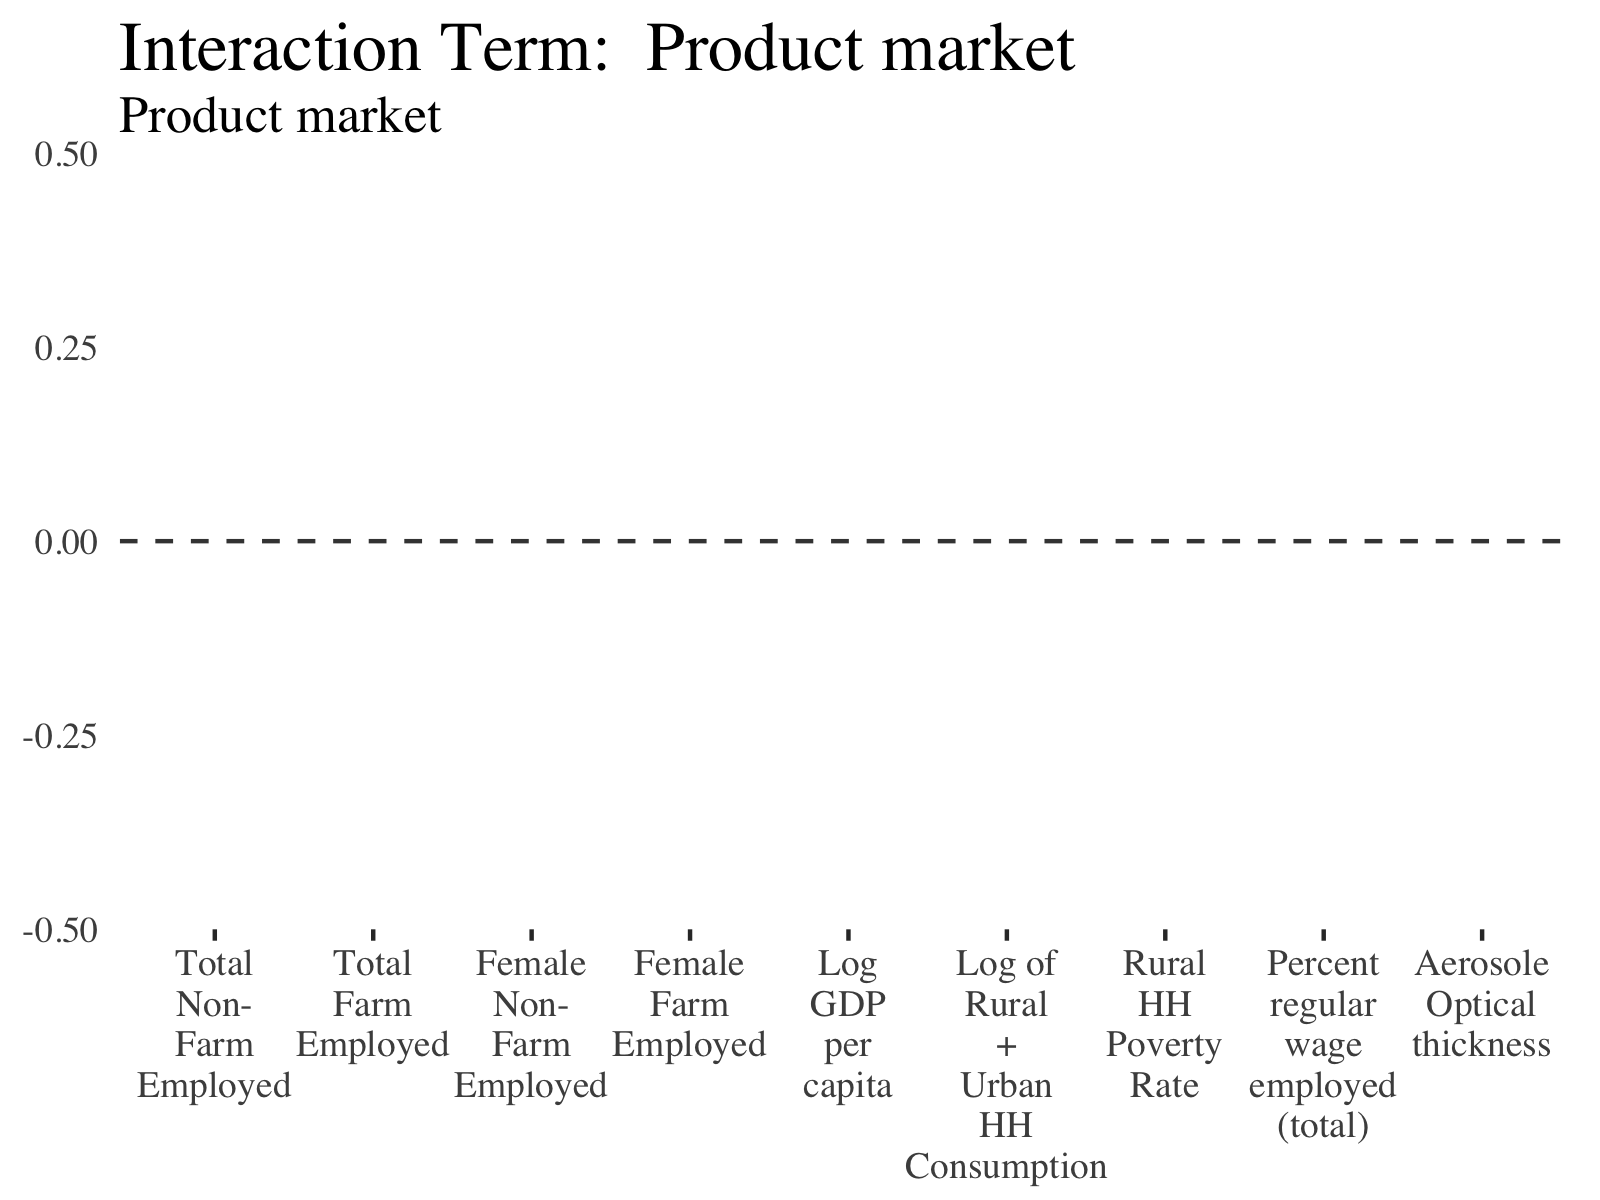 Interaction Term:  Product market
Product market
0.50
0.25
0.00
-0.25
-0.50
Total
Non-
Farm
Employed
Total
Farm
Employed
Female
Non-
Farm
Employed
Female
Farm
Employed
Log
GDP
per
capita
Log of
Rural
+
Urban
HH
Consumption
Rural
HH
Poverty
Rate
Percent
regular
wage
employed
(total)
Aerosole
Optical
thickness